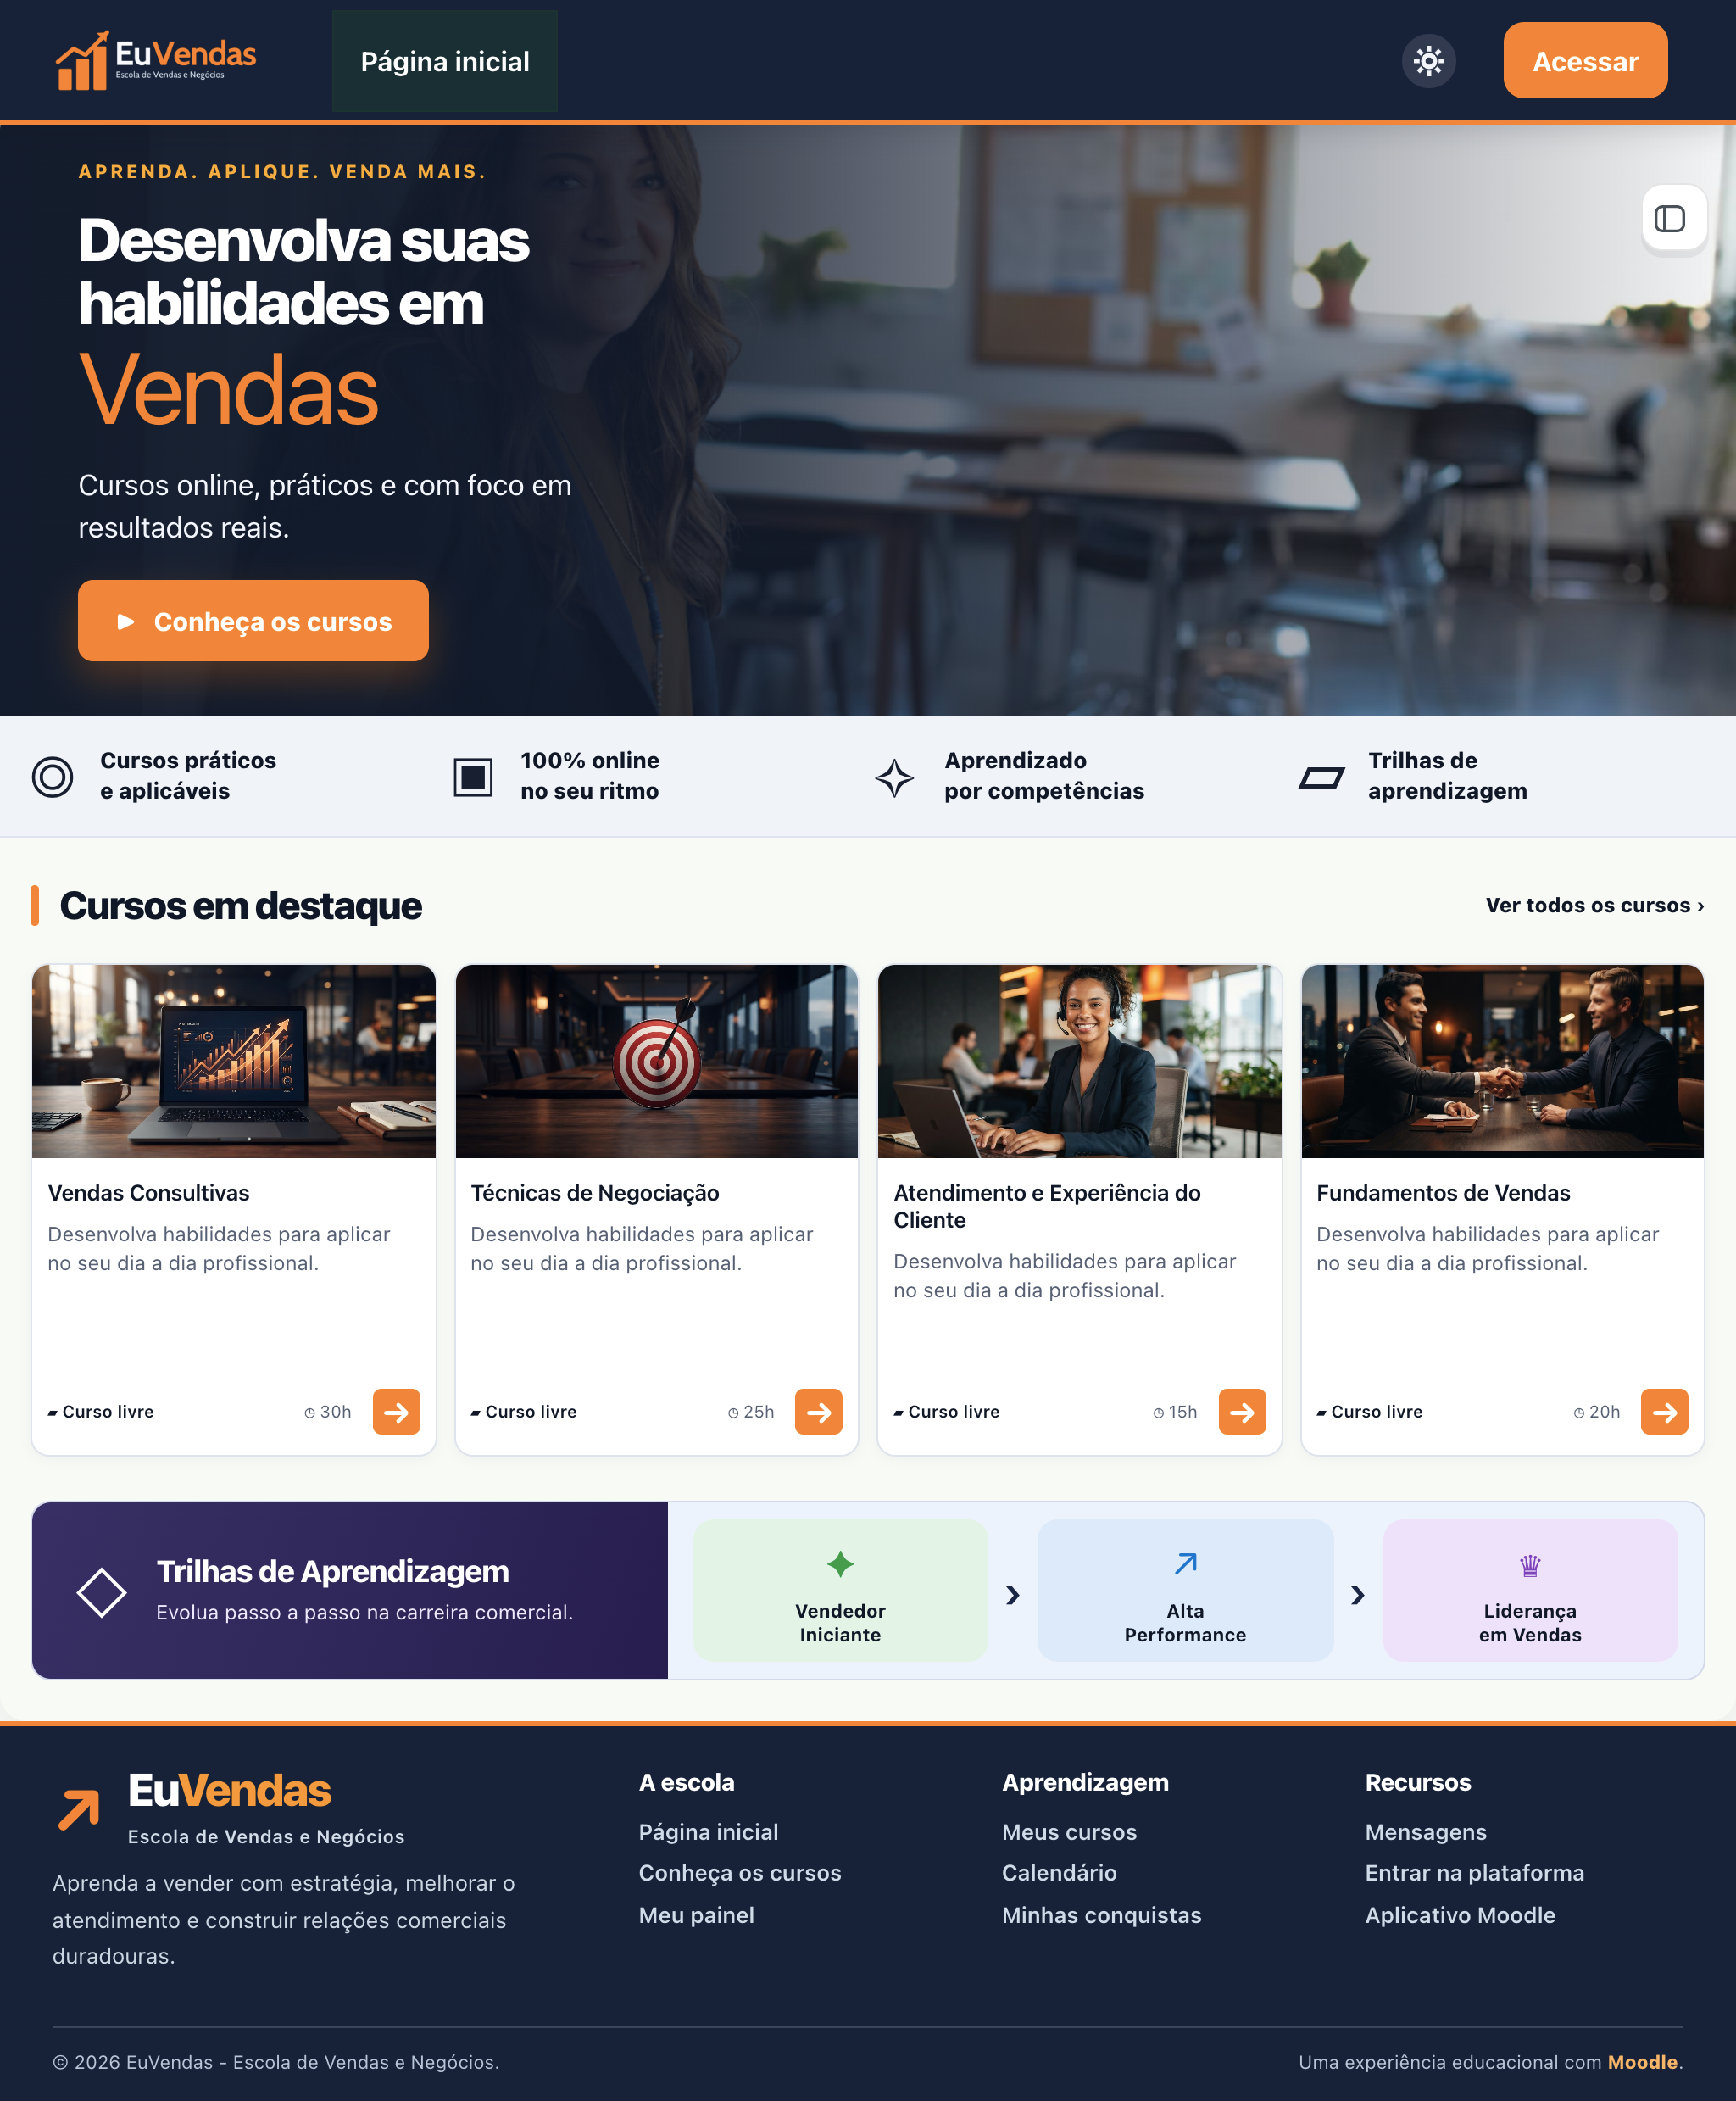 EuVendas
Escola de Vendas e Negócios
Página inicial
Acessar
APRENDA. APLIQUE. VENDA MAIS.
Desenvolva suas
habilidades em
Vendas
Cursos online, práticos e com foco em
resultados reais.
Conheça os cursos
Cursos práticos
e aplicáveis
100% online
no seu ritmo
Aprendizado
por competências
Trilhas de
aprendizagem
Cursos em destaque
Ver todos os cursos ›
Vendas Consultivas
Desenvolva habilidades para aplicar
no seu dia a dia profissional.
Curso livre
30h
Técnicas de Negociação
Desenvolva habilidades para aplicar
no seu dia a dia profissional.
Curso livre
25h
Atendimento e Experiência do
Cliente
Desenvolva habilidades para aplicar
no seu dia a dia profissional.
Curso livre
15h
Fundamentos de Vendas
Desenvolva habilidades para aplicar
no seu dia a dia profissional.
Curso livre
20h
Trilhas de Aprendizagem
Evolua passo a passo na carreira comercial.
Vendedor
Iniciante
Alta
Performance
Liderança
em Vendas
EuVendas
Escola de Vendas e Negócios
Aprenda a vender com estratégia, melhorar o
atendimento e construir relações comerciais
duradouras.
A escola
Página inicial
Conheça os cursos
Meu painel
Aprendizagem
Meus cursos
Calendário
Minhas conquistas
Recursos
Mensagens
Entrar na plataforma
Aplicativo Moodle
© 2026 EuVendas - Escola de Vendas e Negócios.
Uma experiência educacional com Moodle.